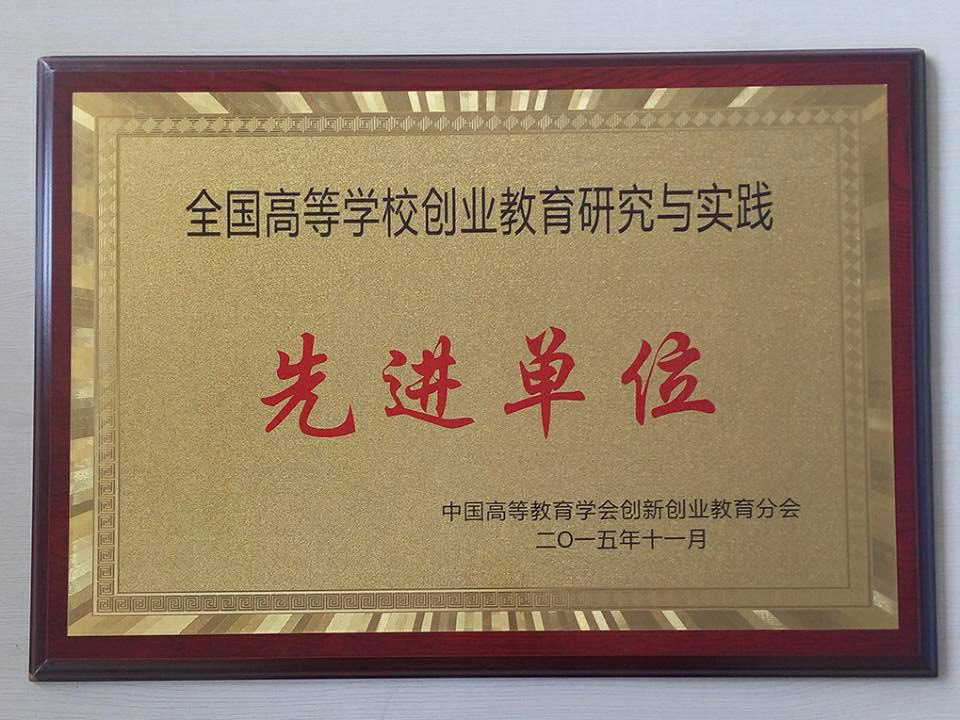 全国高等学校创业教育研究与实践
先进单位
中国高等教育学会创新创业教育分会
二〇一五年十一月